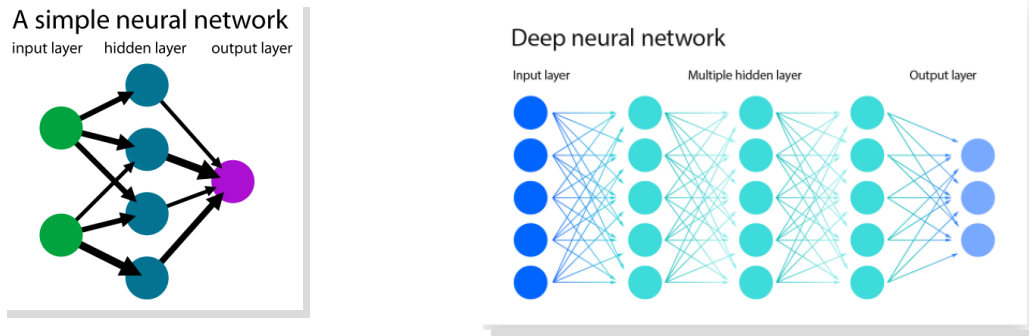 A simple neural network
input layer hidden layer output layer
Deep neural network
Input layer Multiple hidden layer Output layer